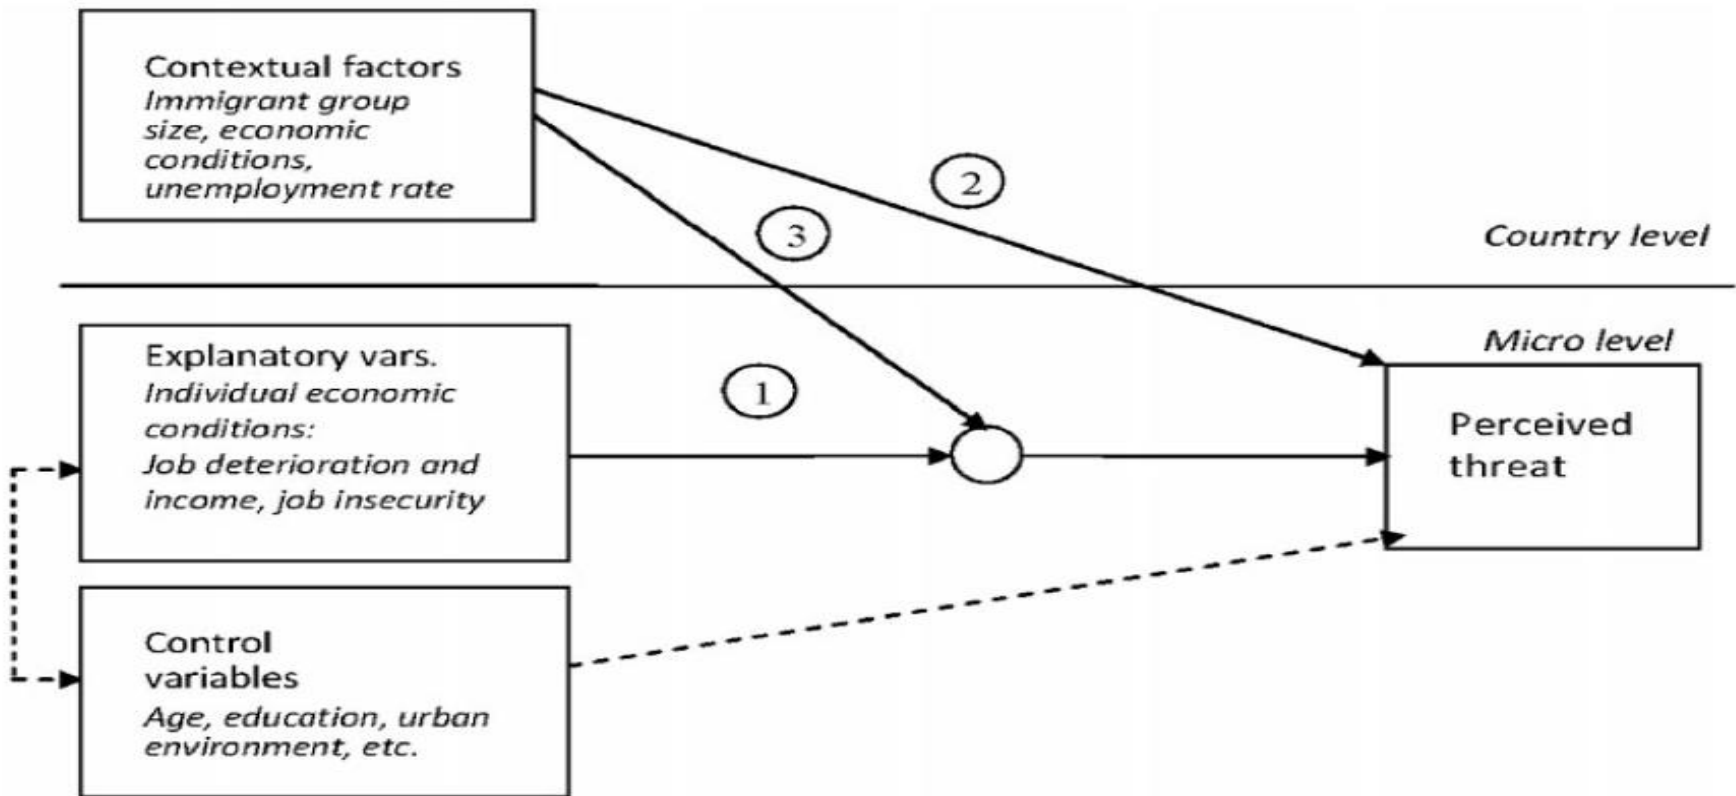 Contextual factors
Immigrant group
size, economic
conditions,
unemployment rate
2
3
Country level
Micro level
Explanatory vars.
Individual economic
conditions:
Job deterioration and
income, job insecurity
1
Perceived
threat
Control
variables
Age, education, urban
environment, etc.